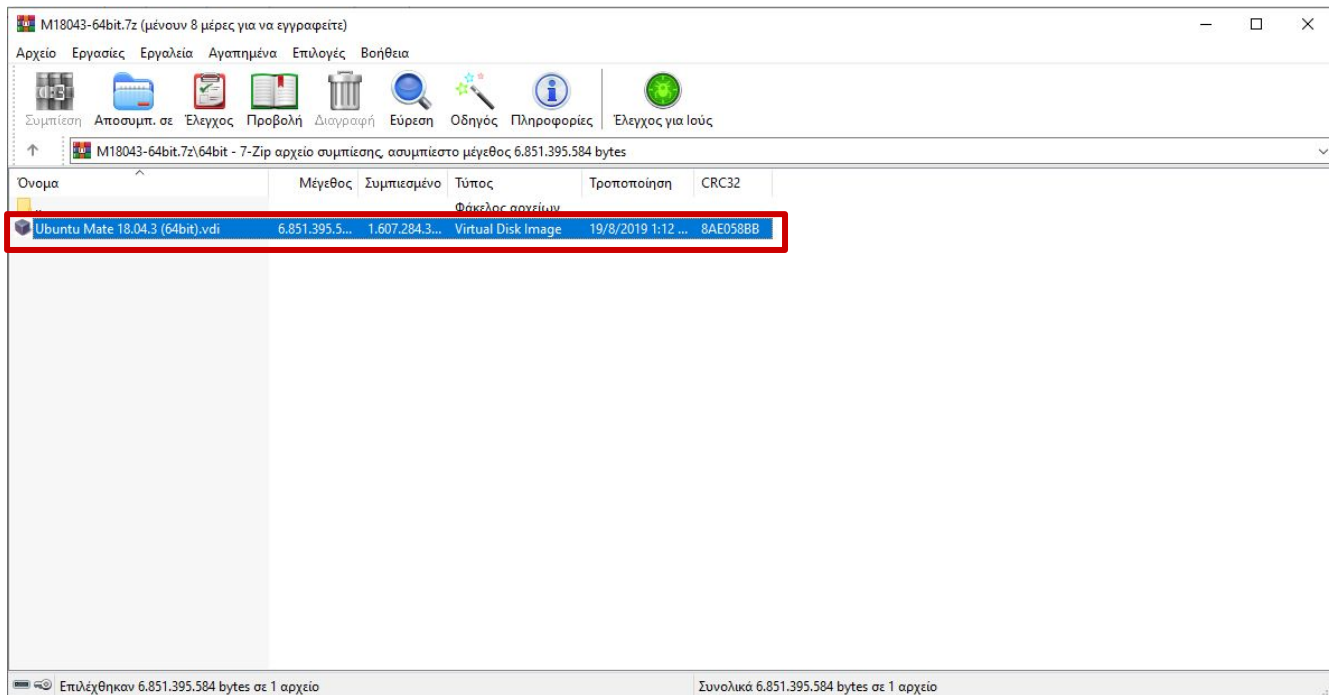 M18043-64bit.7z (μένουν 8 μέρες για να εγγραφείτε)
Αρχείο Εργασίες Εργαλεία Αγαπημένα Επιλογές Βοήθεια
Συμπίεση Αποσυμπ. σε Έλεγχος Προβολή Διαγραφή Εύρεση Οδηγός Πληροφορίες Έλεγχος για Ιούς
M18043-64bit.7z\64bit - 7-Zip αρχείο συμπίεσης, ασυμπίεστο μέγεθος 6.851.395.584 bytes
Όνομα Μέγεθος Συμπιεσμένο Τύπος Τροποποίηση CRC32
.. Φάκελος αρχείων
Ubuntu Mate 18.04.3 (64bit).vdi 6.851.395.5... 1.607.284.3... Virtual Disk Image 19/8/2019 1:12 ... 8AE058BB
Επιλέχθηκαν 6.851.395.584 bytes σε 1 αρχείο Συνολικά 6.851.395.584 bytes σε 1 αρχείο